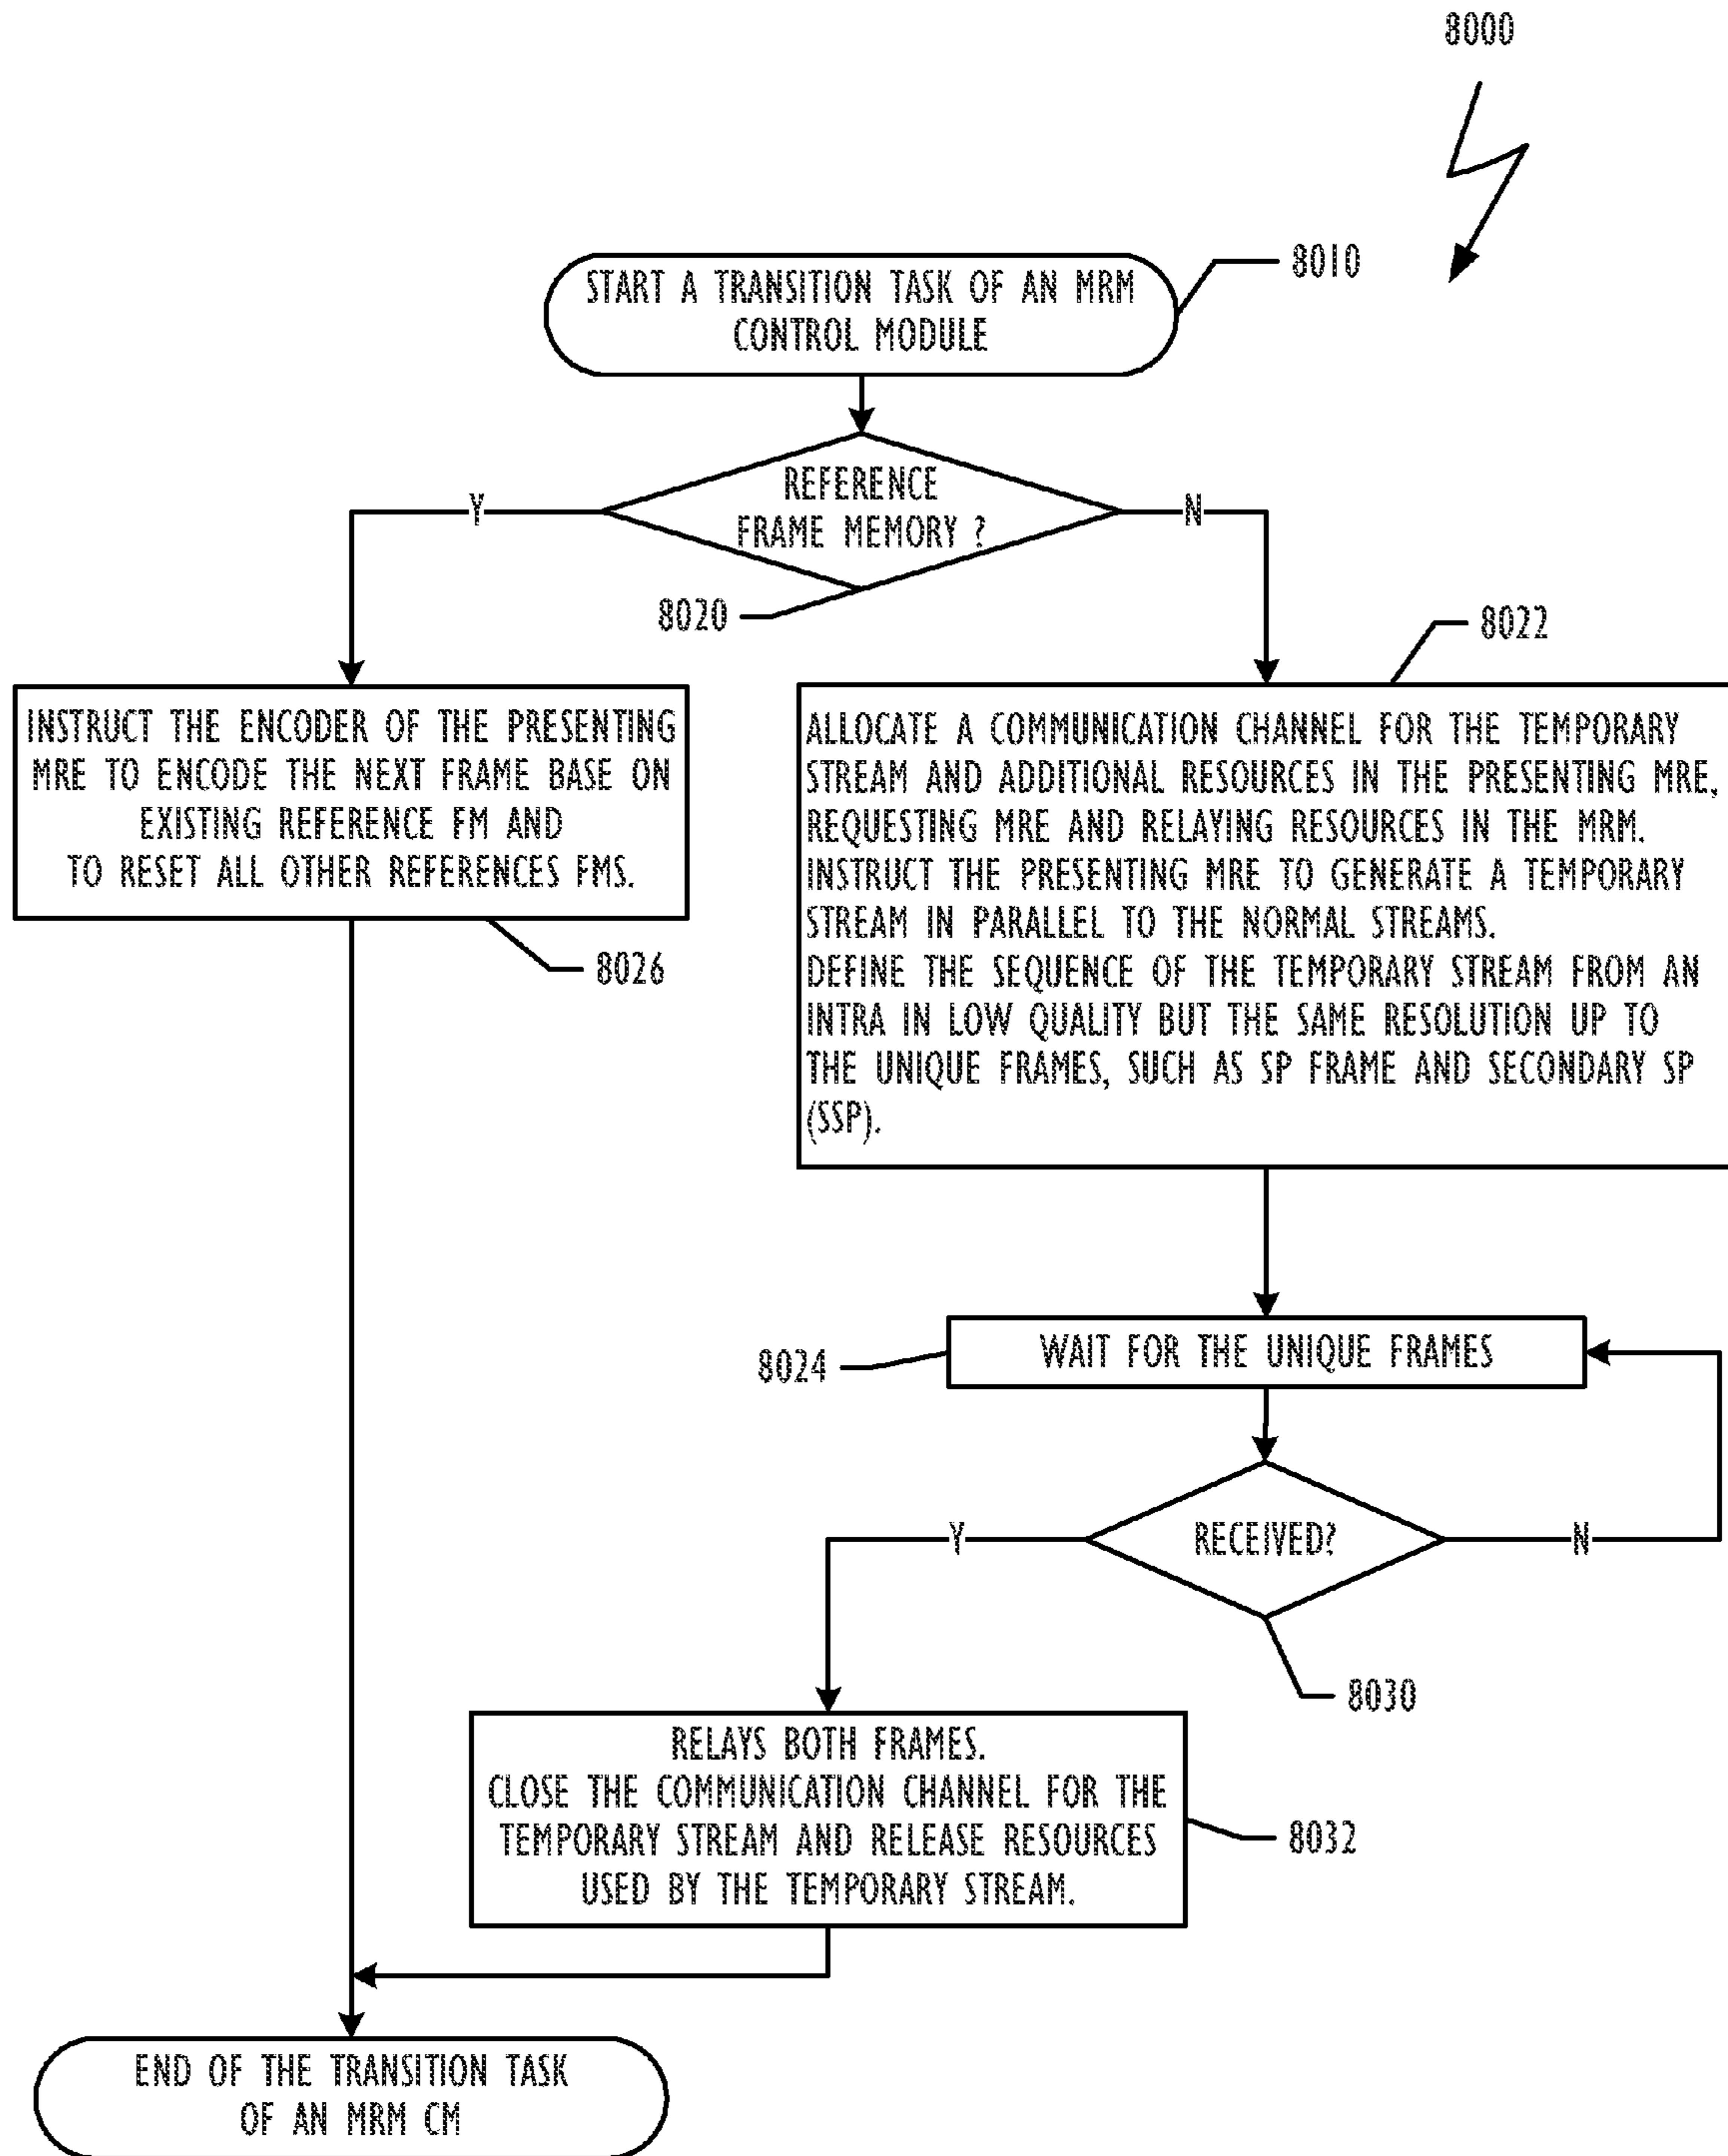 8000
START A TRANSITION TASK OF AN MRM
CONTROL MODULE
8010
REFERENCE
FRAME MEMORY ?
Y
N
8020
8022
INSTRUCT THE ENCODER OF THE PRESENTING
MRE TO ENCODE THE NEXT FRAME BASE ON
EXISTING REFERENCE FM AND
TO RESET ALL OTHER REFERENCES FMS.
8026
ALLOCATE A COMMUNICATION CHANNEL FOR THE TEMPORARY
STREAM AND ADDITIONAL RESOURCES IN THE PRESENTING MRE,
REQUESTING MRE AND RELAYING RESOURCES IN THE MRM.
INSTRUCT THE PRESENTING MRE TO GENERATE A TEMPORARY
STREAM IN PARALLEL TO THE NORMAL STREAMS.
DEFINE THE SEQUENCE OF THE TEMPORARY STREAM FROM AN
INTRA IN LOW QUALITY BUT THE SAME RESOLUTION UP TO
THE UNIQUE FRAMES, SUCH AS SP FRAME AND SECONDARY SP
(SSP).
WAIT FOR THE UNIQUE FRAMES
8024
RECEIVED?
Y
N
8030
RELAYS BOTH FRAMES.
CLOSE THE COMMUNICATION CHANNEL FOR THE
TEMPORARY STREAM AND RELEASE RESOURCES
USED BY THE TEMPORARY STREAM.
8032
END OF THE TRANSITION TASK
OF AN MRM CM